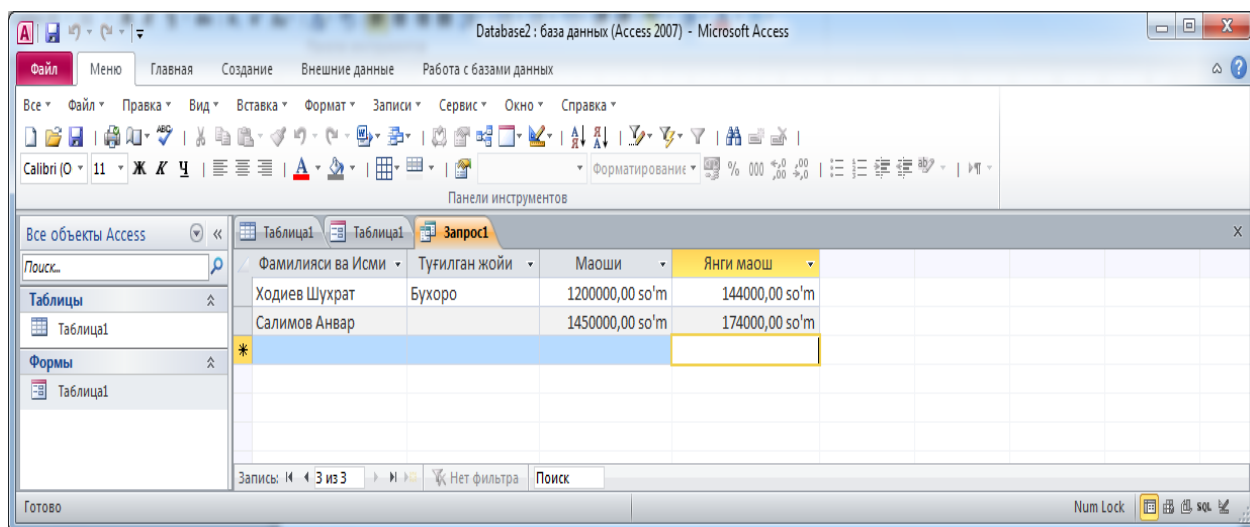 Database2 : база данных (Access 2007) - Microsoft Access
Файл Меню Главная Создание Внешние данные Работа с базами данных
Все Файл Правка Вид Вставка Формат Записи Сервис Окно Справка
Calibri (О 11 Ж К Ч Форматирование % 000
Панели инструментов
Все объекты Access « Таблица1 Таблица1 Запрос1 X
Поиск... Фамилияси ва Исми Туғилган жойи Маоши Янги маош
Таблицы Ходиев Шухрат Бухоро 1200000,00 so'm 144000,00 so'm
Таблица1 Салимов Анвар 1450000,00 so'm 174000,00 so'm
Формы
Таблица1
Запись: 3 из 3 Нет фильтра Поиск
Готово Num Lock SQL